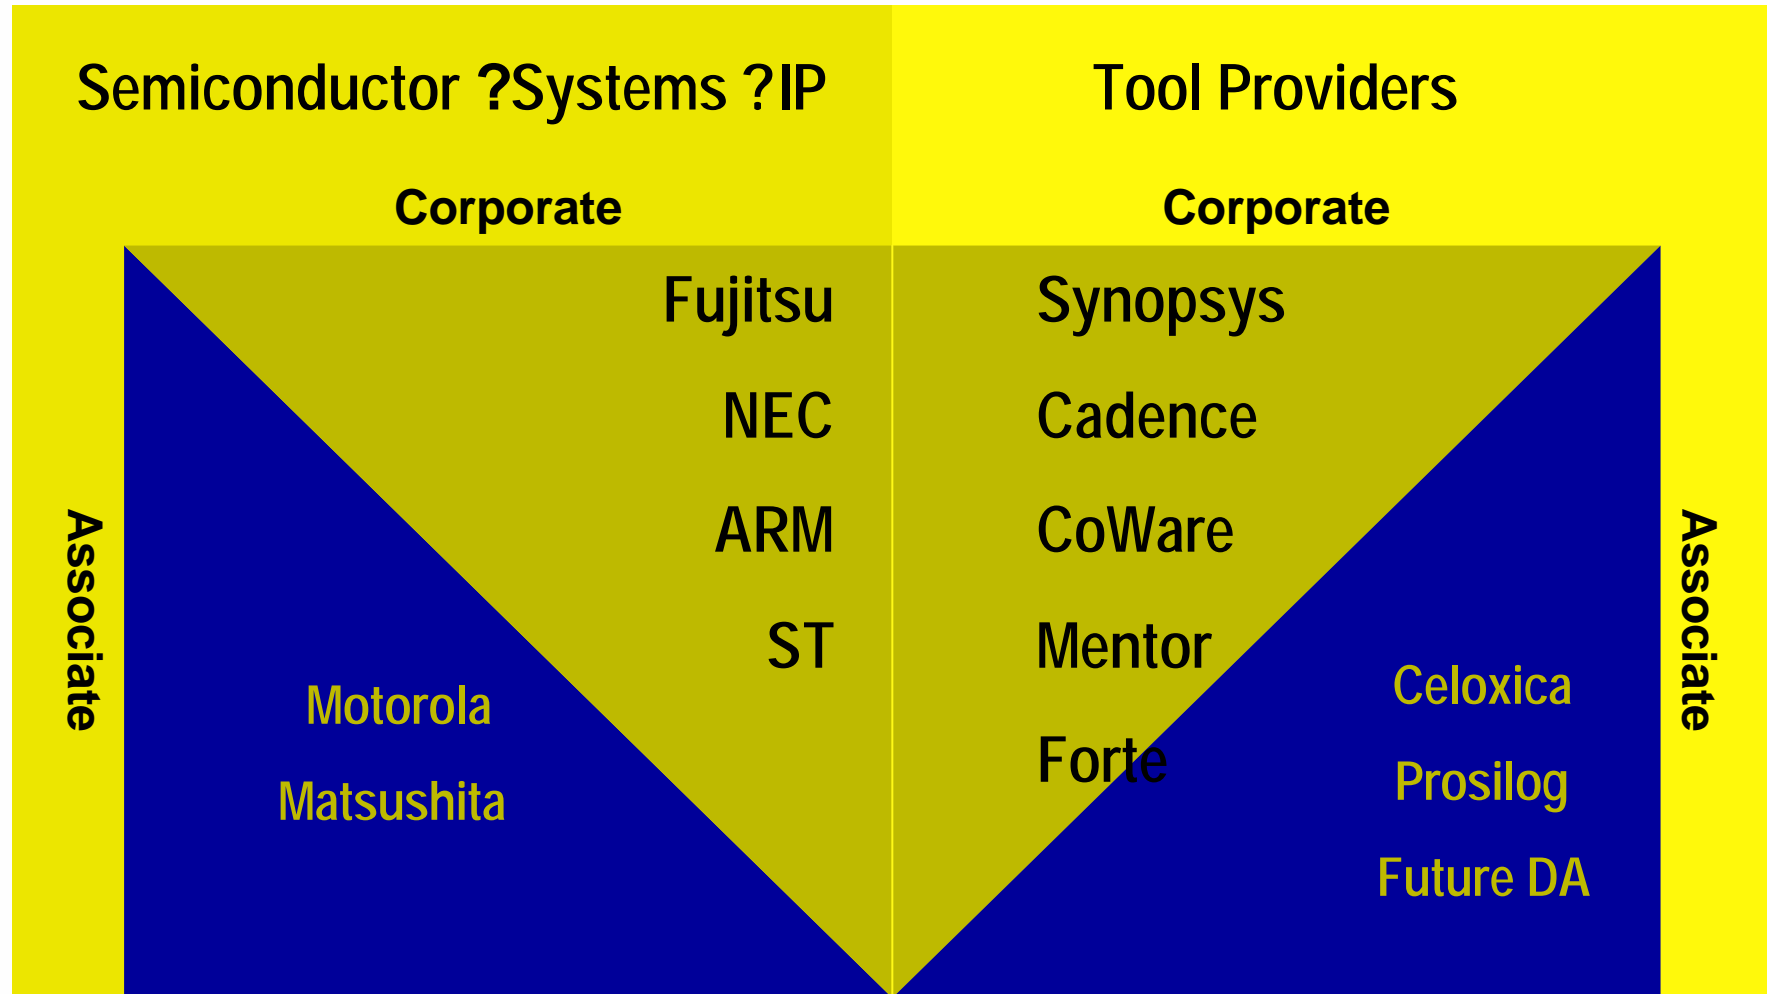 Semiconductor ?Systems ?IP
Tool Providers
Corporate
Corporate
Associate
Fujitsu
NEC
ARM
ST
Motorola
Matsushita
Synopsys
Cadence
CoWare
Mentor
Forte
Celoxica
Prosilog
Future DA
Associate